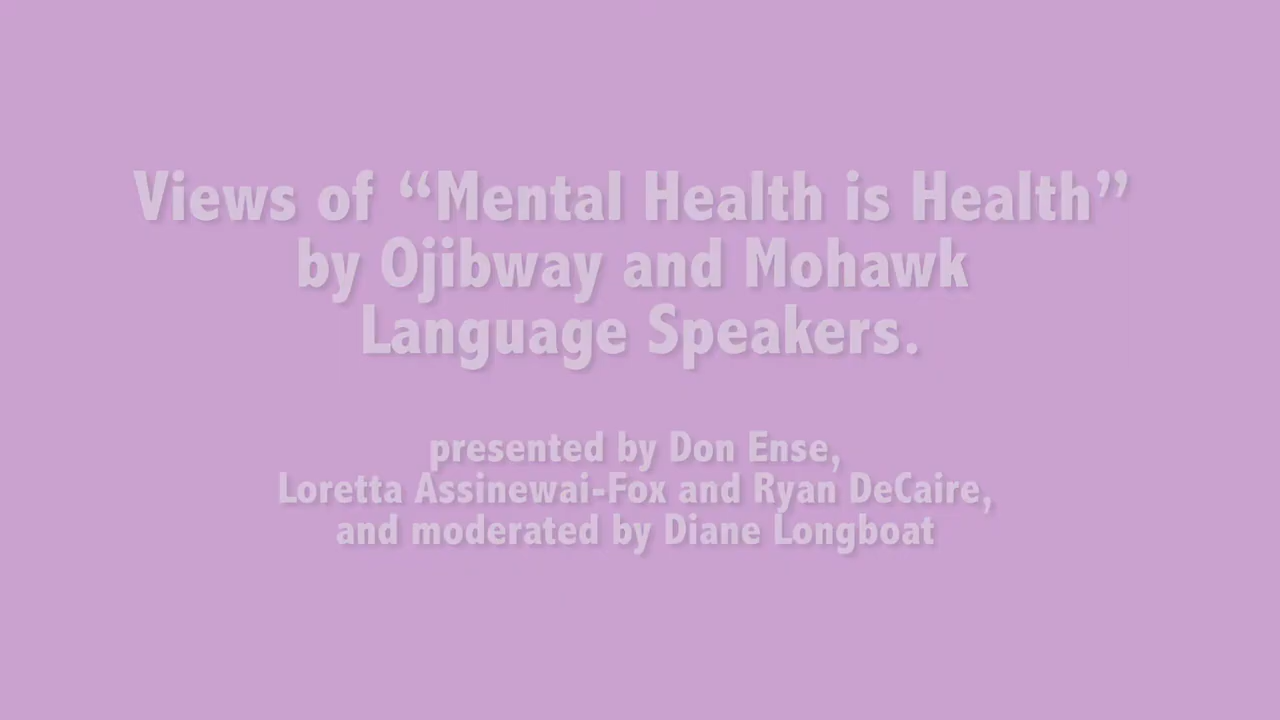 Views of “Mental Health is Health”
by Ojibway and Mohawk
Language Speakers.
presented by Don Ense,
Loretta Assinewai-Fox and Ryan DeCaire,
and moderated by Diane Longboat